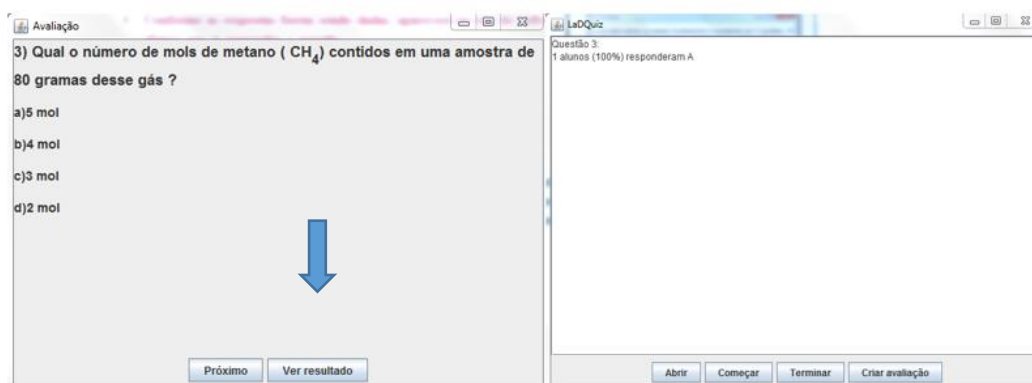 Avaliação
3) Qual o número de mols de metano ( CH4) contidos em uma amostra de
80 gramas desse gás ?
a)5 mol
b)4 mol
c)3 mol
d)2 mol
Próximo
Ver resultado
LaDQuiz
Questão 3:
1 alunos (100%) responderam A
Abrir
Começar
Terminar
Criar avaliação